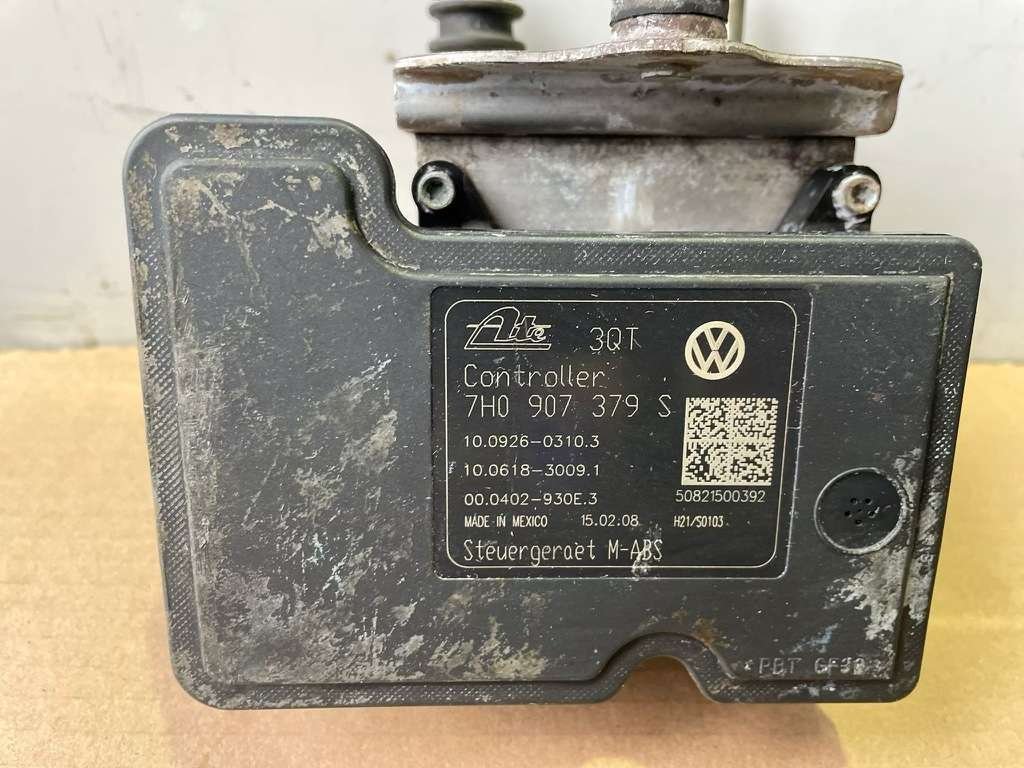 Ate 3QT
Controller
7H0 907 379 S
10.0926-0310.3
10.0618-3009.1
00.0402-930E.3 50821500392
MADE IN MEXICO 15.02.08 H21/S0103
Steuergeraet M-ABS
PBT